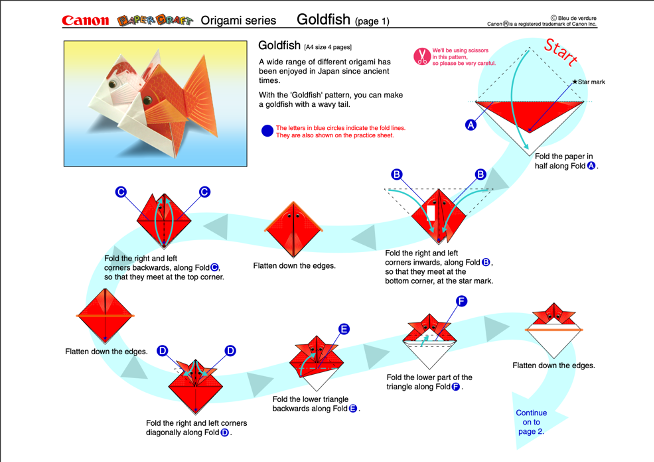 Canon PAPER CRAFT Origami series Goldfish (page 1)
© Bleu de verdure
Canon ® is a registered trademark of Canon Inc.
Goldfish [A4 size 4 pages]
A wide range of different origami has
been enjoyed in Japan since ancient
times.
With the 'Goldfish' pattern, you can make
a goldfish with a wavy tail.
The letters in blue circles indicate the fold lines.
They are also shown on the practice sheet.
We'll be using scissors
in this pattern,
so please be very careful.
Start
★Star mark
A
Fold the paper in
half along Fold A.
B
B
Fold the right and left
corners inwards, along Fold B,
so that they meet at the
bottom corner, at the star mark.
Flatten down the edges.
C
C
Fold the right and left
corners backwards, along Fold C,
so that they meet at the top corner.
Flatten down the edges.
D
D
Fold the right and left corners
diagonally along Fold D.
E
Fold the lower triangle
backwards along Fold E.
F
Fold the lower part of the
triangle along Fold F.
Flatten down the edges.
Continue
on to
page 2.